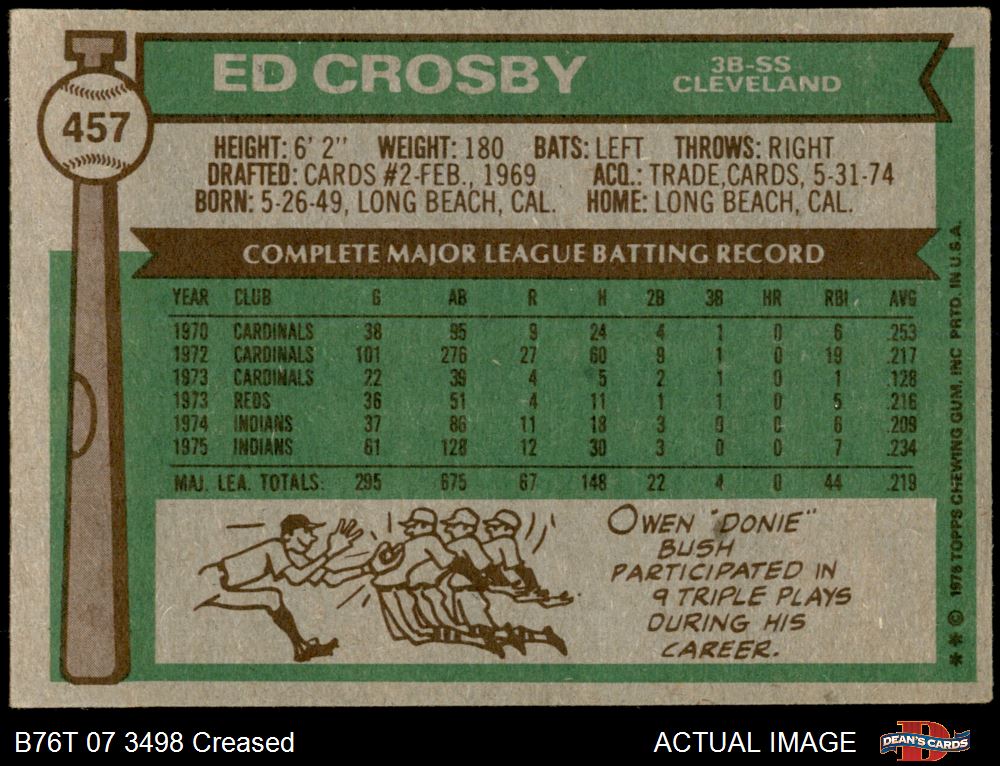 457
ED CROSBY
3B-SS
CLEVELAND
HEIGHT: 6' 2" WEIGHT: 180 BATS: LEFT THROWS: RIGHT
DRAFTED: CARDS #2-FEB., 1969 ACQ.: TRADE, CARDS, 5-31-74
BORN: 5-26-49, LONG BEACH, CAL. HOME: LONG BEACH, CAL.
COMPLETE MAJOR LEAGUE BATTING RECORD
YEAR CLUB G AB R H 2B 3B HR RBI AVG
1970 CARDINALS 38 95 9 24 4 1 0 6 .253
1972 CARDINALS 101 276 27 60 9 1 0 19 .217
1973 CARDINALS 22 39 4 5 2 1 0 1 .128
1973 REDS 36 51 4 11 1 1 0 5 .216
1974 INDIANS 37 86 11 18 3 0 0 6 .209
1975 INDIANS 61 128 12 30 3 0 0 7 .234
MAJ. LEA. TOTALS: 295 675 67 148 22 4 0 44 .219
OWEN "DONIE"
BUSH
PARTICIPATED IN
9 TRIPLE PLAYS
DURING HIS
CAREER.
** © 1976 TOPPS CHEWING GUM, INC PRTD. IN U.S.A.
B76T 07 3498 Creased
ACTUAL IMAGE
D
DEAN'S CARDS